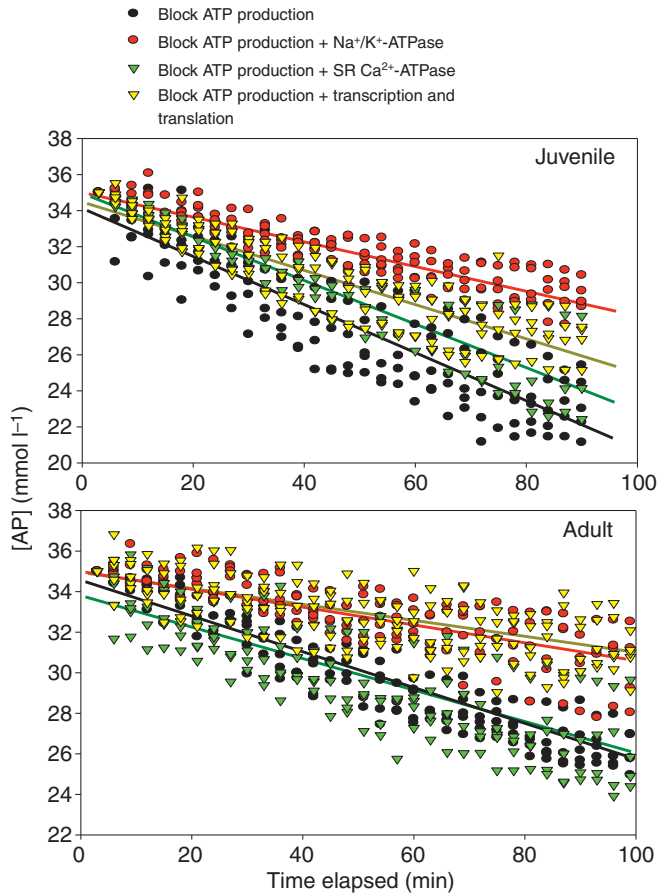 Block ATP production
Block ATP production + Na⁺/K⁺-ATPase
Block ATP production + SR Ca²⁺-ATPase
Block ATP production + transcription and
translation
38
36
34
32
30
28
26
24
22
20
Juvenile
0 20 40 60 80 100
[AP] (mmol l⁻¹)
38
36
34
32
30
28
26
24
22
Adult
0 20 40 60 80 100
Time elapsed (min)